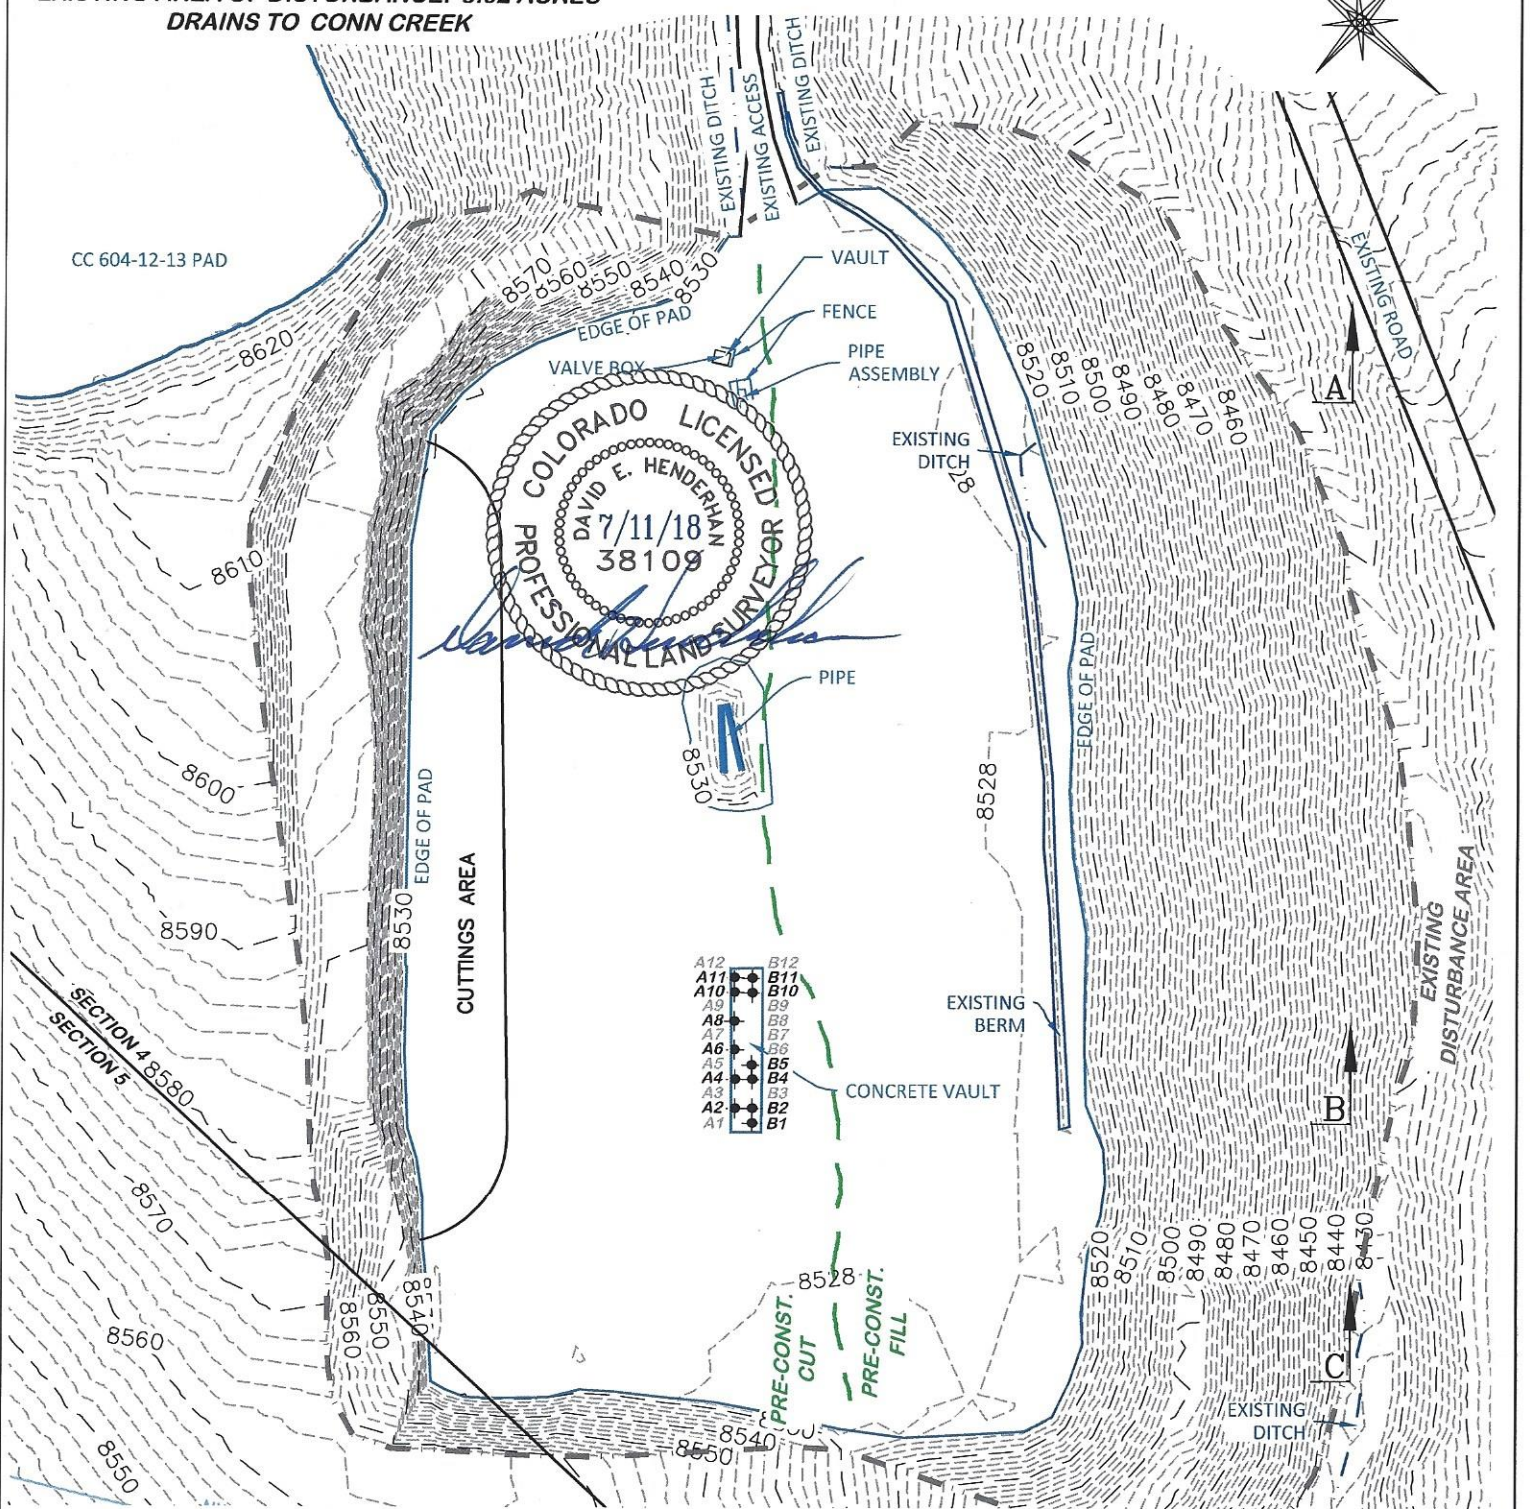 DRAINS TO CONN CREEK
EXISTING DITCH
EXISTING ACCESS
EXISTING DITCH
CC 604-12-13 PAD
VAULT
FENCE
VALVE BOX
PIPE
ASSEMBLY
EDGE OF PAD
8570
8560
8550
8540
8530
8620
EXISTING ROAD
8520
8510
8500
8490
8480
8470
8460
A
COLORADO LICENSED
PROFESSIONAL LAND SURVEYOR
DAVID E. HENDERHAN
7/11/18
38109
EXISTING
DITCH
28
8610
PIPE
8530
EDGE OF PAD
8600
EDGE OF PAD
8528
8590
8530
CUTTINGS AREA
EXISTING
DISTURBANCE AREA
A12 B12
A11 B11
A10 B10
A9 B9
A8 B8
A7 B7
A6 B6
A5 B5
A4 B4
A3 B3
A2 B2
A1 B1
EXISTING
BERM
CONCRETE VAULT
SECTION 4
SECTION 5
8580
B
8570
8520
8510
8500
8490
8480
8470
8460
8450
8440
8430
8528
PRE-CONST.
CUT
PRE-CONST.
FILL
8560
8560
8550
8540
C
EXISTING
DITCH
8550
8540
8550